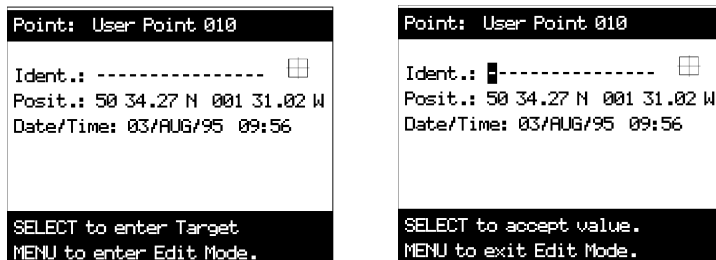 Point: User Point 010
Ident.: ----------------
Posit.: 50 34.27 N 001 31.02 W
Date/Time: 03/AUG/95 09:56
SELECT to enter Target
MENU to enter Edit Mode.
Point: User Point 010
Ident.: ----------------
Posit.: 50 34.27 N 001 31.02 W
Date/Time: 03/AUG/95 09:56
SELECT to accept value.
MENU to exit Edit Mode.